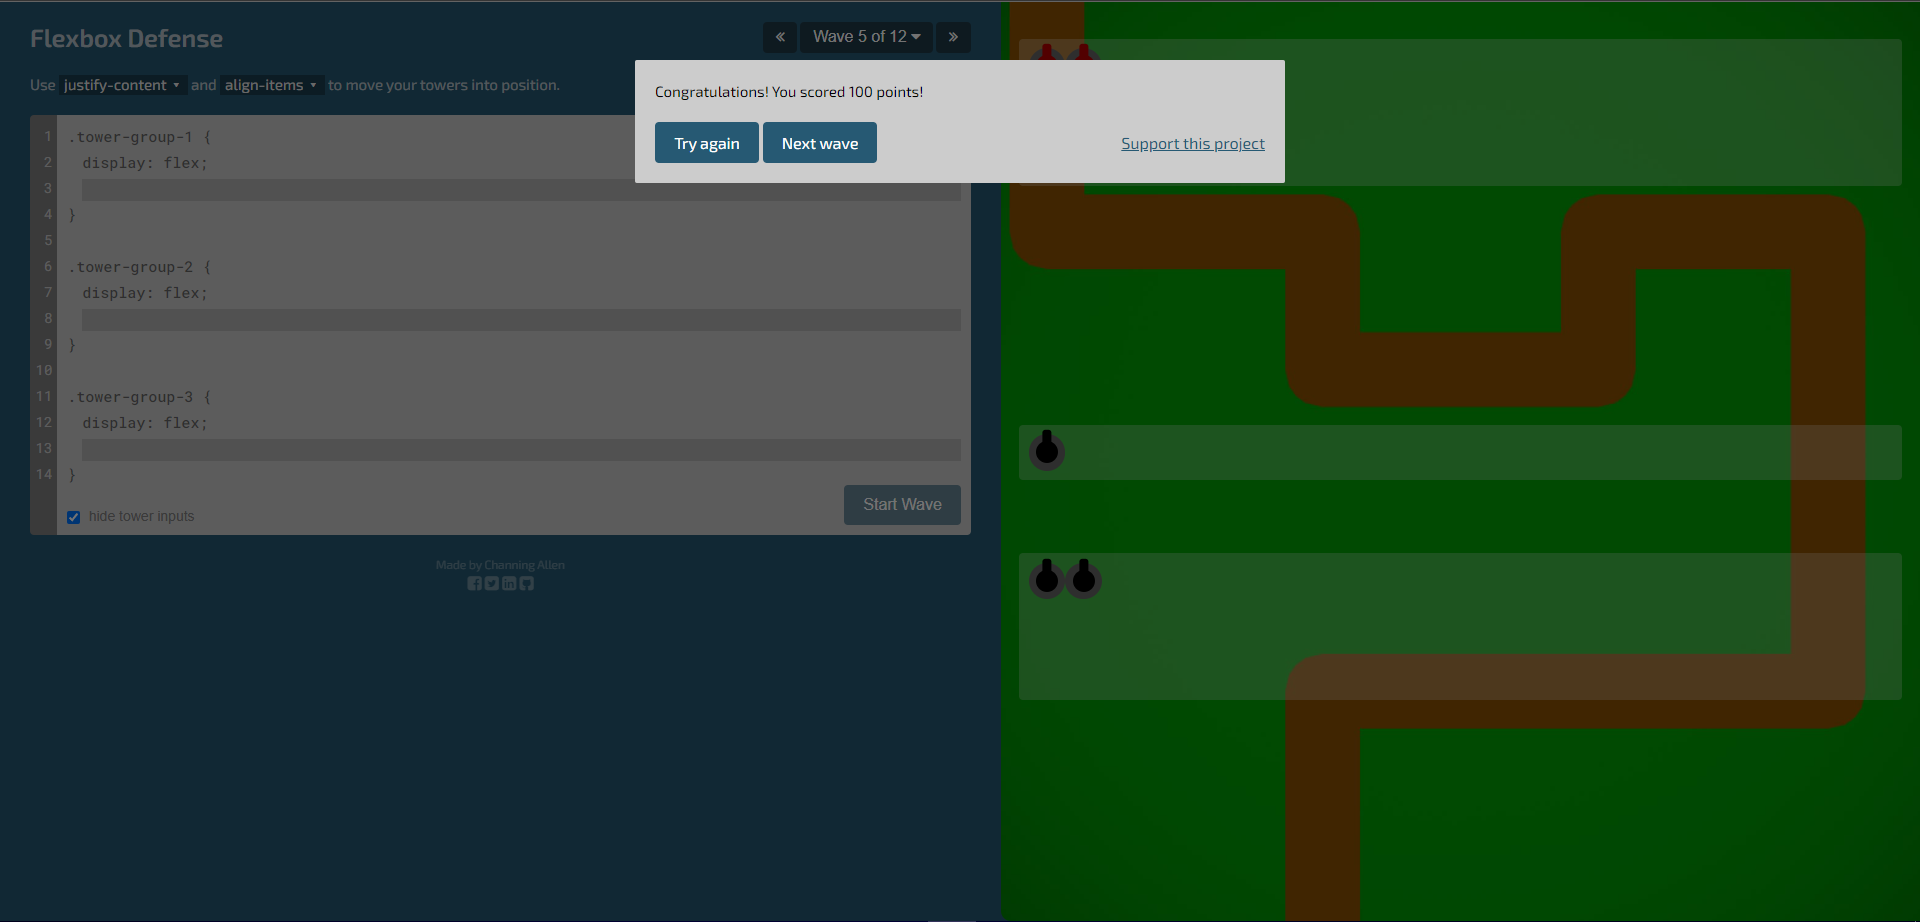 Flexbox Defense
« Wave 5 of 12 »
Use justify-content and align-items to move your towers into position.
Congratulations! You scored 100 points!
Try again Next wave Support this project
1 .tower-group-1 {
2 display: flex;
3
4 }
5
6 .tower-group-2 {
7 display: flex;
8
9 }
10
11 .tower-group-3 {
12 display: flex;
13
14 }
hide tower inputs
Start Wave
Made by Channing Allen